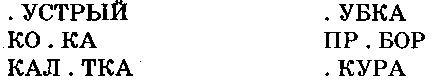 . УСТРЫЙ . УБКА
КО . КА ПР . БОР
КАЛ . ТКА . КУРА